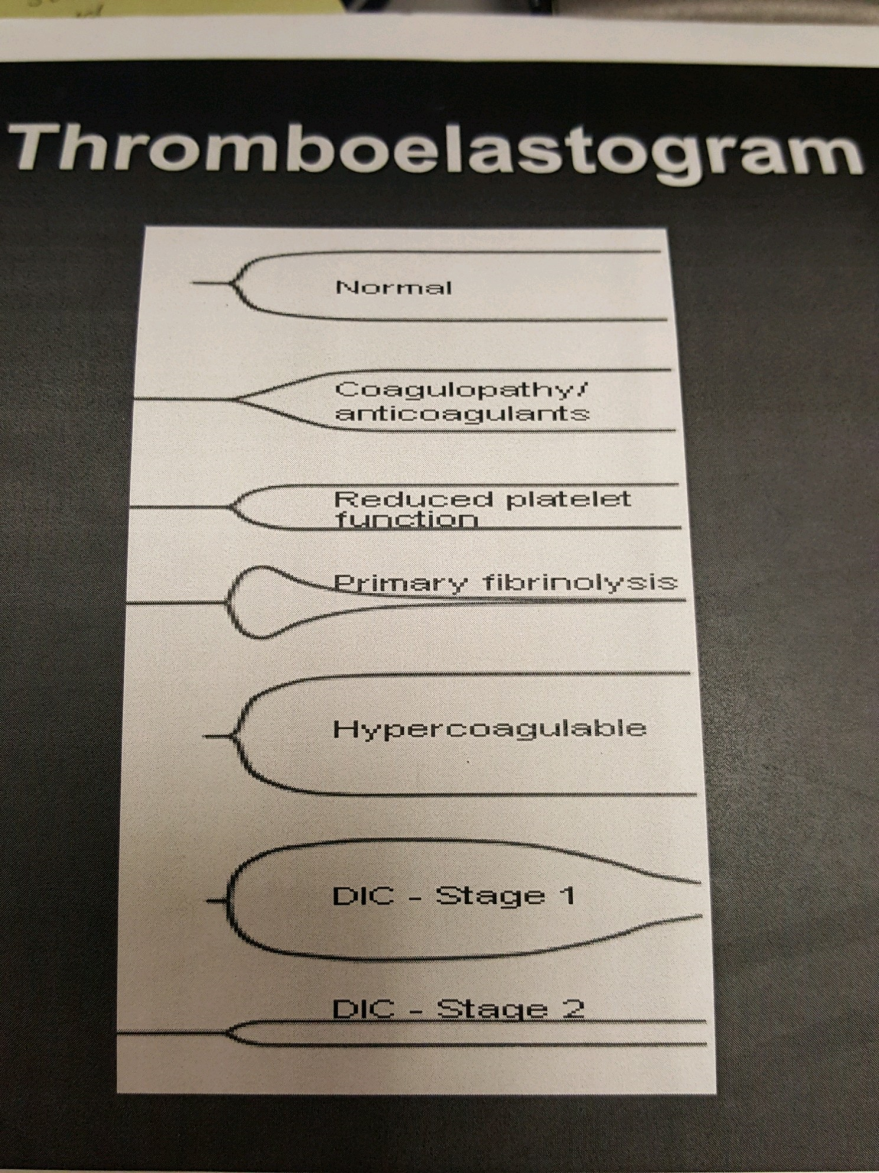 Thromboelastogram
Normal
Coagulopathy/
anticoagulants
Reduced platelet
function
Primary fibrinolysis
Hypercoagulable
DIC - Stage 1
DIC - Stage 2